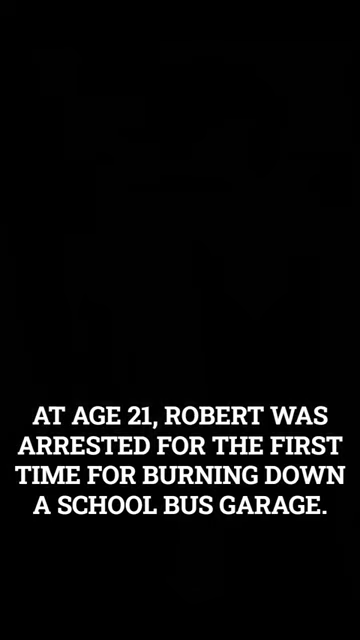 AT AGE 21, ROBERT WAS
ARRESTED FOR THE FIRST
TIME FOR BURNING DOWN
A SCHOOL BUS GARAGE.